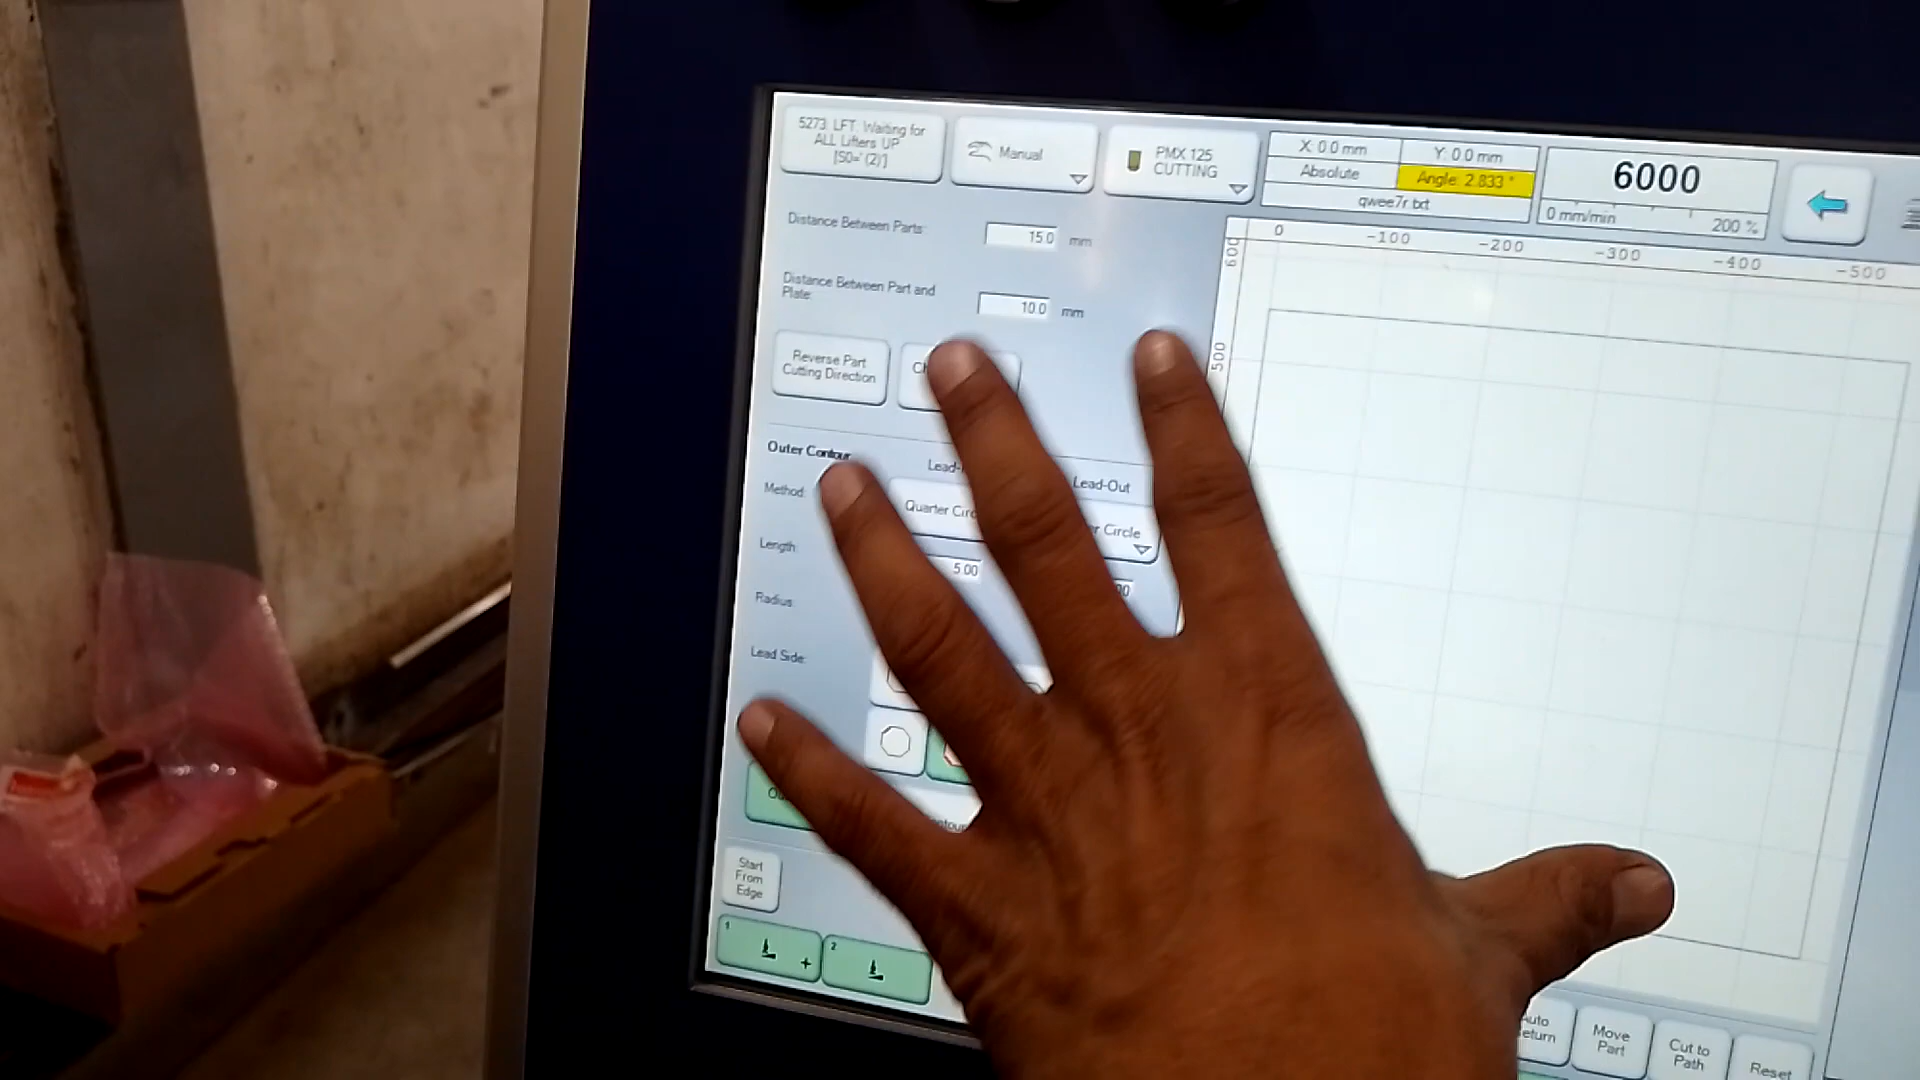 5273 LFT: Waiting for
ALL Lifters UP
[S0=' (2)']
Manual
PMX 125
CUTTING
X: 0.0 mm
Y: 0.0 mm
Absolute
Angle: 2.833 °
qwee7r.txt
6000
0 mm/min
200 %
Distance Between Parts:
15.0
mm
Distance Between Part and
Plate:
10.0
mm
Reverse Part
Cutting Direction
0
-100
-200
-300
-400
-500
600
500
Outer Contour
Lead-Out
Method:
Quarter
Circle
Length:
5.00
Radius:
Lead Side:
Start
From
Edge
1
+
2
Move
Part
Cut to
Path
Reset